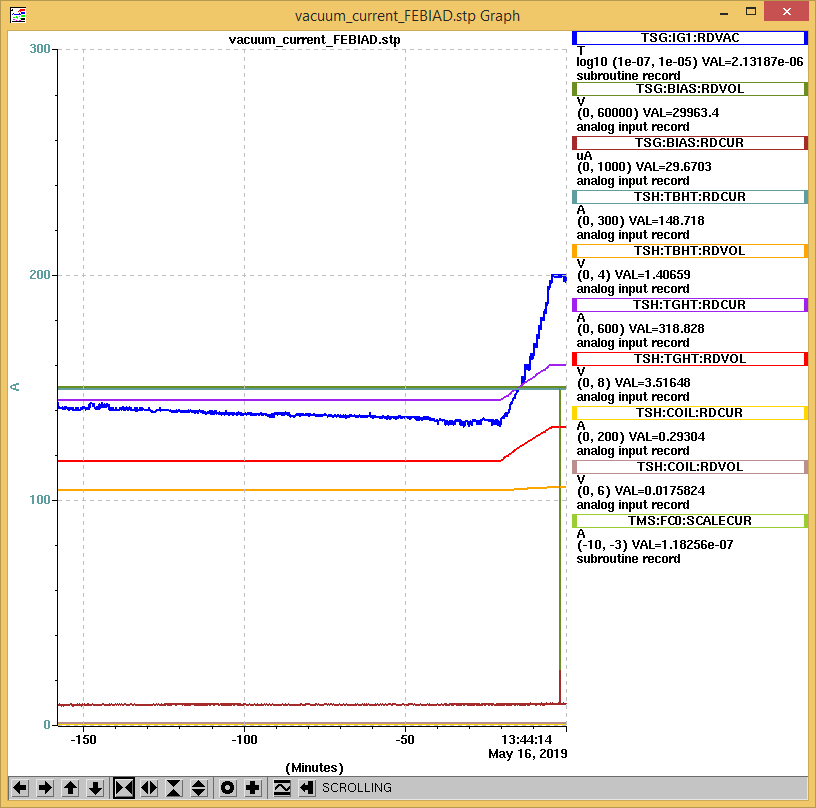 vacuum_current_FEBIAD.stp Graph
vacuum_current_FEBIAD.stp
300
200
A
100
0
-150
-100
-50
13:44:14
May 16, 2019
(Minutes)
TSG:IG1:RDVAC
T
log10 (1e-07, 1e-05) VAL=2.13187e-06
subroutine record
TSG:BIAS:RDVOL
V
(0, 60000) VAL=29963.4
analog input record
TSG:BIAS:RDCUR
uA
(0, 1000) VAL=29.6703
analog input record
TSH:TBHT:RDCUR
A
(0, 300) VAL=148.718
analog input record
TSH:TBHT:RDVOL
V
(0, 4) VAL=1.40659
analog input record
TSH:TGHT:RDCUR
A
(0, 600) VAL=318.828
analog input record
TSH:TGHT:RDVOL
V
(0, 8) VAL=3.51648
analog input record
TSH:COIL:RDCUR
A
(0, 200) VAL=0.29304
analog input record
TSH:COIL:RDVOL
V
(0, 6) VAL=0.0175824
analog input record
TMS:FC0:SCALECUR
A
(-10, -3) VAL=1.18256e-07
subroutine record
SCROLLING